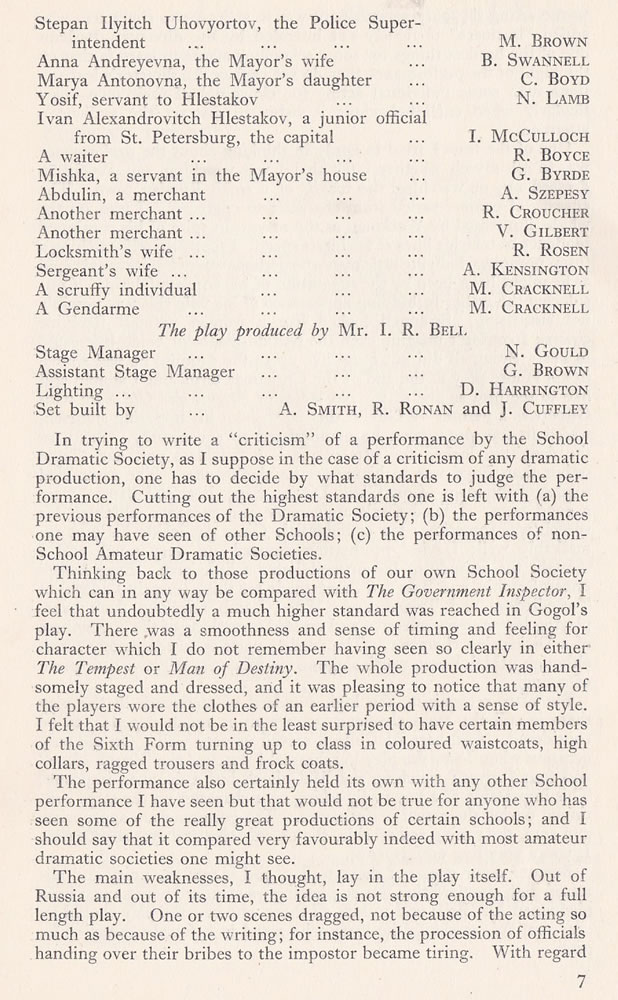 Stepan Ilyitch Uhovyortov, the Police Super-
intendent ... ... ... ... M. BROWN
Anna Andreyevna, the Mayor's wife ... B. SWANNELL
Marya Antonovna, the Mayor's daughter ... C. BOYD
Yosif, servant to Hlestakov ... ... N. LAMB
Ivan Alexandrovitch Hlestakov, a junior official
from St. Petersburg, the capital ... I. MCCULLOCH
A waiter ... ... ... ... R. BOYCE
Mishka, a servant in the Mayor's house ... G. BYRDE
Abdulin, a merchant ... ... ... A. SZEPESY
Another merchant ... ... ... ... R. CROUCHER
Another merchant ... ... ... ... V. GILBERT
Locksmith's wife ... ... ... ... R. ROSEN
Sergeant's wife ... ... ... ... A. KENSINGTON
A scruffy individual ... ... ... M. CRACKNELL
A Gendarme ... ... ... ... M. CRACKNELL
The play produced by Mr. I. R. BELL
Stage Manager ... ... ... ... N. GOULD
Assistant Stage Manager ... ... ... G. BROWN
Lighting ... ... ... ... ... D. HARRINGTON
Set built by ... A. SMITH, R. RONAN and J. CUFFLEY
In trying to write a "criticism" of a performance by the School
Dramatic Society, as I suppose in the case of a criticism of any dramatic
production, one has to decide by what standards to judge the per-
formance. Cutting out the highest standards one is left with (a) the
previous performances of the Dramatic Society; (b) the performances
one may have seen of other Schools; (c) the performances of non-
School Amateur Dramatic Societies.
Thinking back to those productions of our own School Society
which can in any way be compared with The Government Inspector, I
feel that undoubtedly a much higher standard was reached in Gogol's
play. There was a smoothness and sense of timing and feeling for
character which I do not remember having seen so clearly in either
The Tempest or Man of Destiny. The whole production was hand-
somely staged and dressed, and it was pleasing to notice that many of
the players wore the clothes of an earlier period with a sense of style.
I felt that I would not be in the least surprised to have certain members
of the Sixth Form turning up to class in coloured waistcoats, high
collars, ragged trousers and frock coats.
The performance also certainly held its own with any other School
performance I have seen but that would not be true for anyone who has
seen some of the really great productions of certain schools; and I
should say that it compared very favourably indeed with most amateur
dramatic societies one might see.
The main weaknesses, I thought, lay in the play itself. Out of
Russia and out of its time, the idea is not strong enough for a full
length play. One or two scenes dragged, not because of the acting so
much as because of the writing; for instance, the procession of officials
handing over their bribes to the impostor became tiring. With regard
7